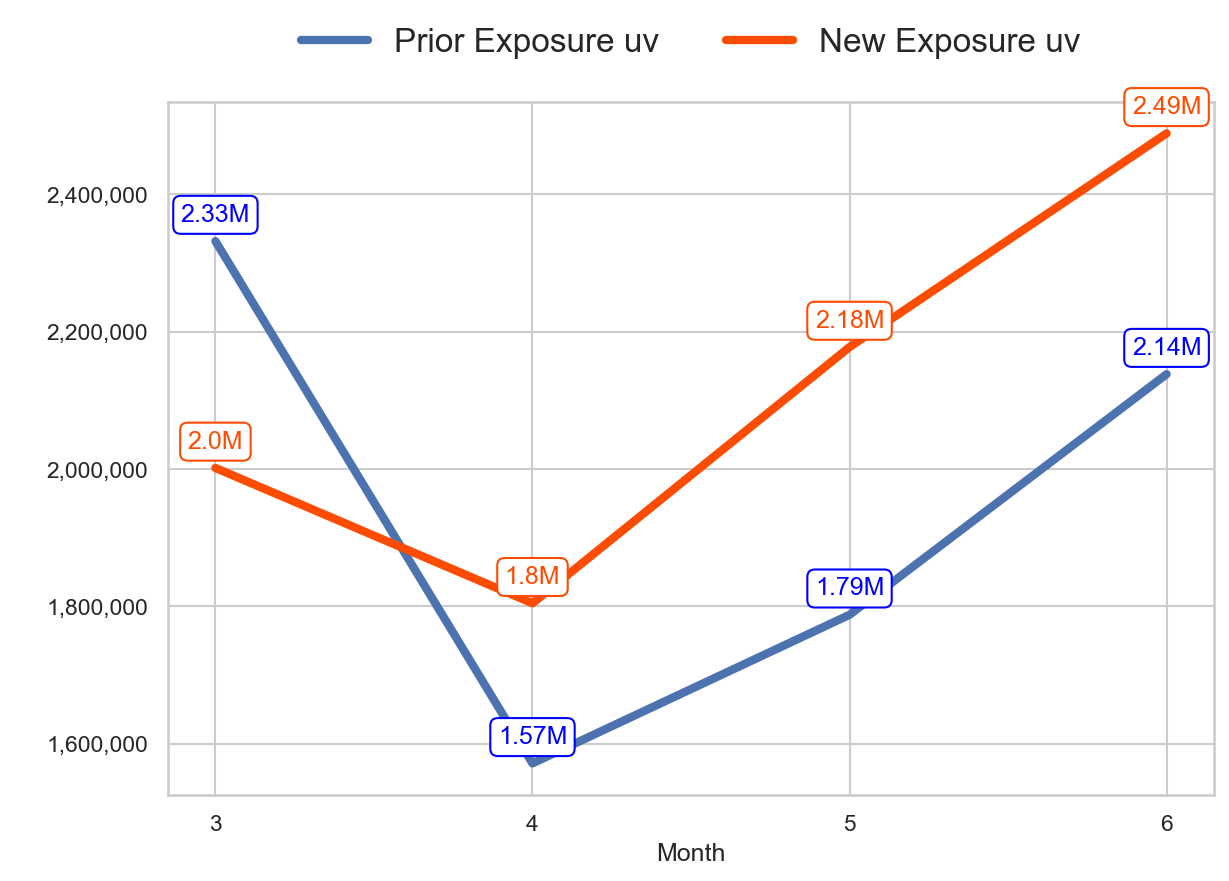 Prior Exposure uv New Exposure uv
2.49M
2,400,000
2.33M
2,200,000
2.18M
2.14M
2.0M
2,000,000
1.8M
1.79M
1,800,000
1.57M
1,600,000
3 4 5 6
Month